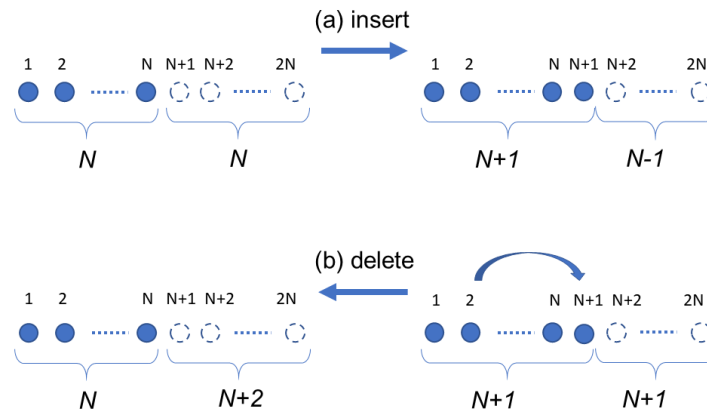 (a) insert
1 2 N N+1 N+2 2N 1 2 N N+1 N+2 2N
N N N+1 N-1
(b) delete
1 2 N N+1 N+2 2N 1 2 N N+1 N+2 2N
N N+2 N+1 N+1